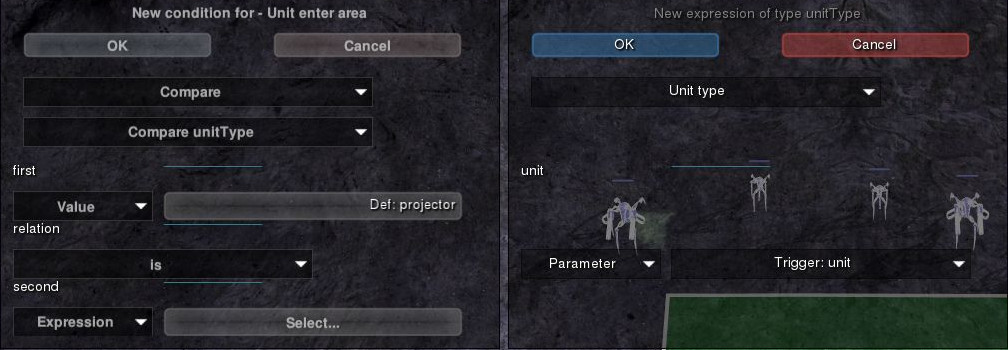 New condition for - Unit enter area
OK
Cancel
Compare
Compare unitType
first
Value
Def: projector
relation
is
second
Expression
Select...
New expression of type unitType
OK
Cancel
Unit type
unit
Parameter
Trigger: unit